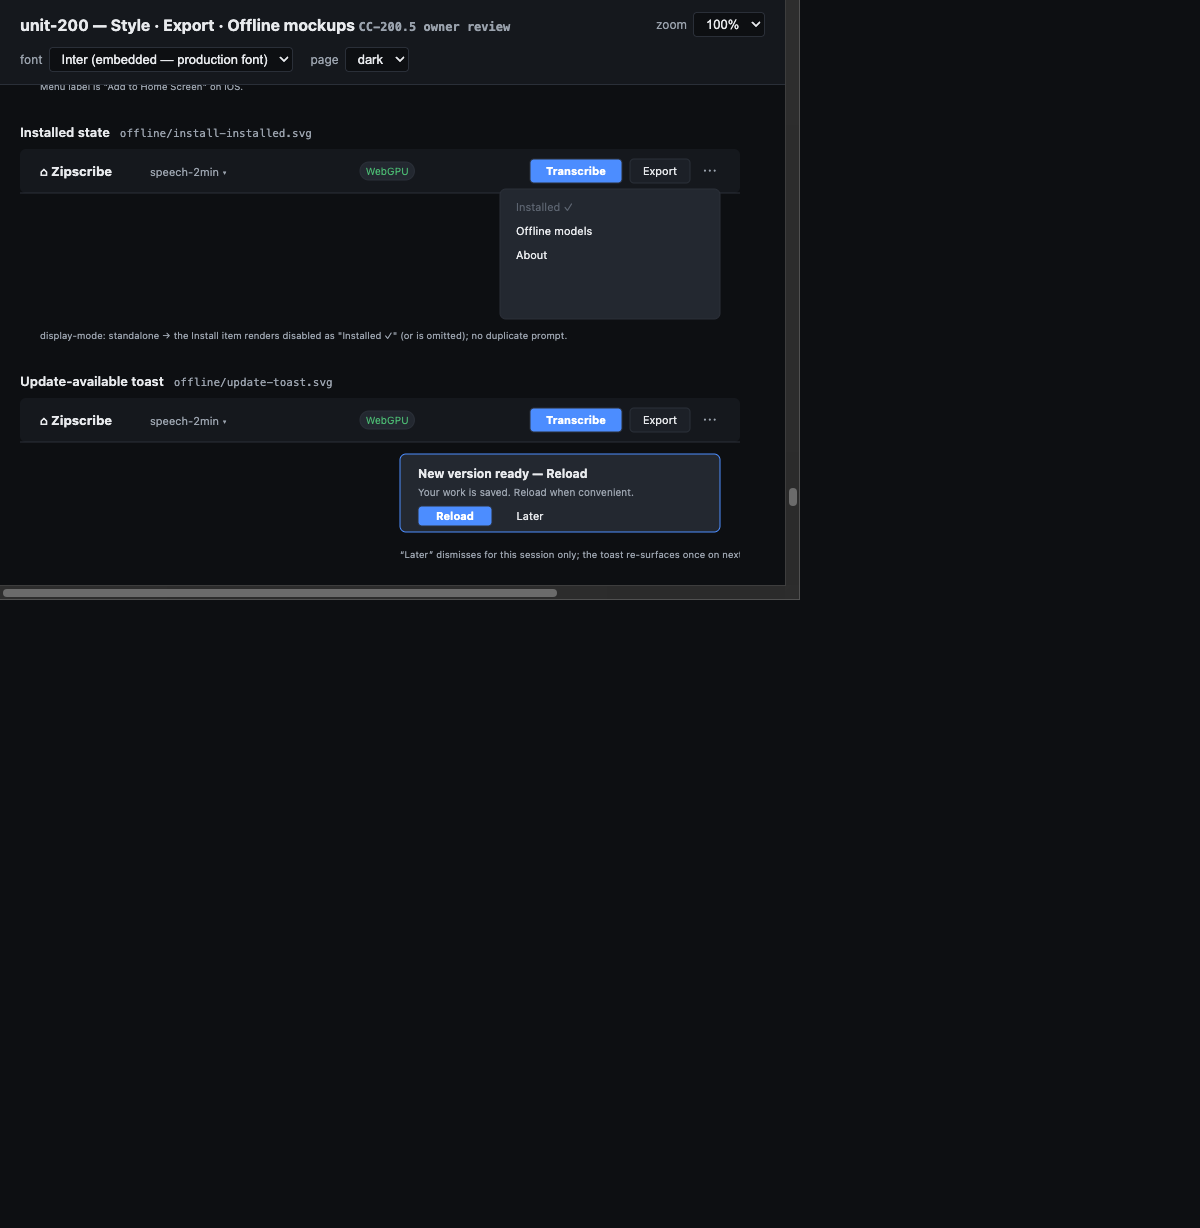 unit-200 — Style · Export · Offline mockups CC-200.5 owner review
zoom 100%
font Inter (embedded — production font) page dark
Menu label is "Add to Home Screen" on iOS.
Installed state offline/install-installed.svg
⌂ Zipscribe speech-2min ▾ WebGPU Transcribe Export ···
Installed ✓
Offline models
About
display-mode: standalone → the Install item renders disabled as "Installed ✓" (or is omitted); no duplicate prompt.
Update-available toast offline/update-toast.svg
⌂ Zipscribe speech-2min ▾ WebGPU Transcribe Export ···
New version ready — Reload
Your work is saved. Reload when convenient.
Reload Later
"Later" dismisses for this session only; the toast re-surfaces once on next